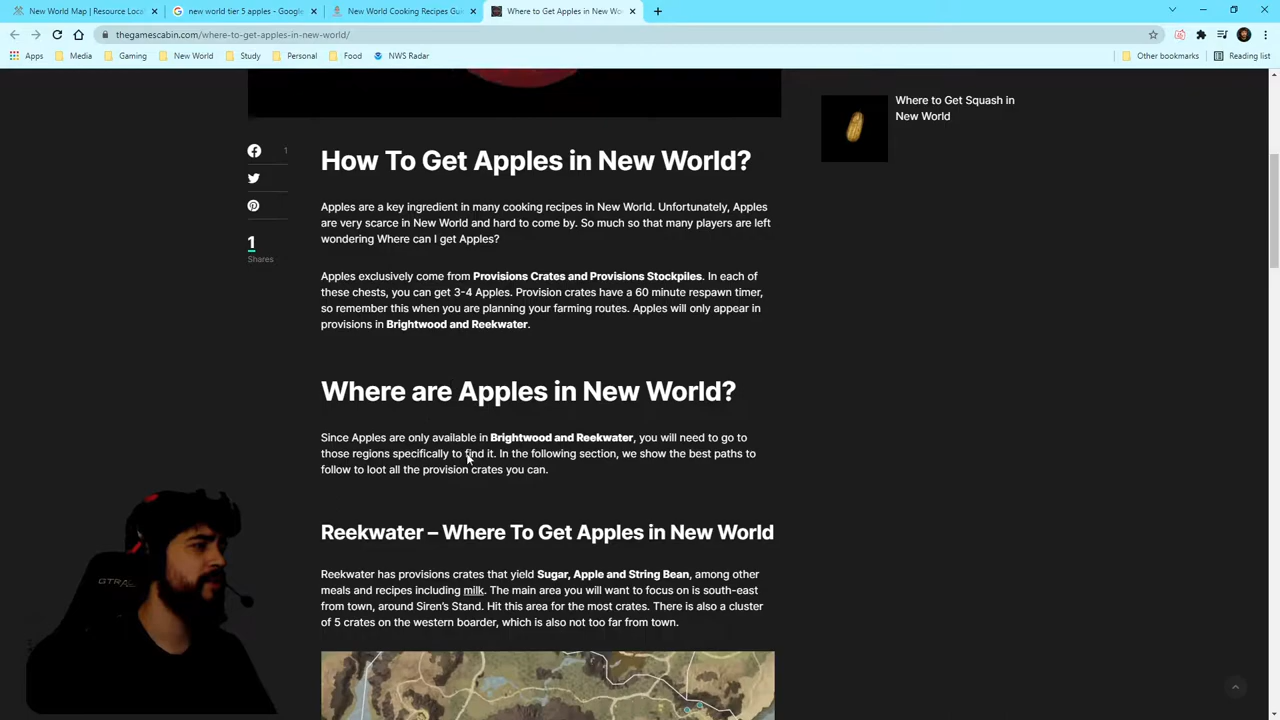 New World Map | Resource Locat
new world tier 5 apples - Google
New World Cooking Recipes Guid
Where to Get Apples in New Wo
thegamescabin.com/where-to-get-apples-in-new-world/
Apps
Media
Gaming
New World
Study
Personal
Food
NWS Radar
Other bookmarks
Reading list
Where to Get Squash in
New World
1
1
Shares
How To Get Apples in New World?
Apples are a key ingredient in many cooking recipes in New World. Unfortunately, Apples
are very scarce in New World and hard to come by. So much so that many players are left
wondering Where can I get Apples?
Apples exclusively come from Provisions Crates and Provisions Stockpiles. In each of
these chests, you can get 3-4 Apples. Provision crates have a 60 minute respawn timer,
so remember this when you are planning your farming routes. Apples will only appear in
provisions in Brightwood and Reekwater.
Where are Apples in New World?
Since Apples are only available in Brightwood and Reekwater, you will need to go to
those regions specifically to find it. In the following section, we show the best paths to
follow to loot all the provision crates you can.
Reekwater – Where To Get Apples in New World
Reekwater has provisions crates that yield Sugar, Apple and String Bean, among other
meals and recipes including milk. The main area you will want to focus on is south-east
from town, around Siren's Stand. Hit this area for the most crates. There is also a cluster
of 5 crates on the western boarder, which is also not too far from town.